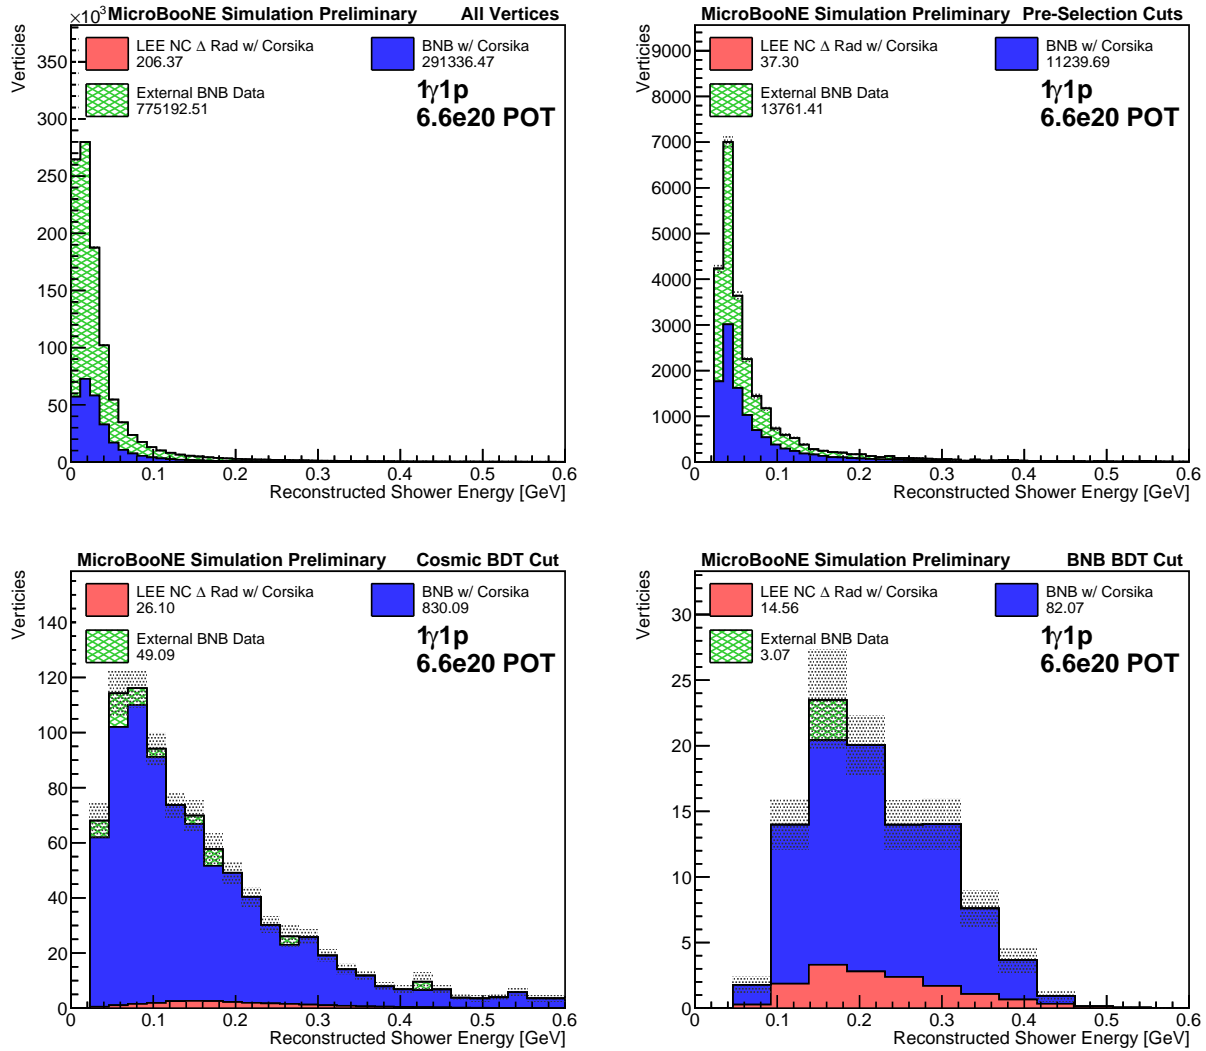 MicroBooNE Simulation Preliminary All Vertices
×10³
Verticies
LEE NC Δ Rad w/ Corsika
206.37
BNB w/ Corsika
291336.47
External BNB Data
775192.51
1γ1p
6.6e20 POT
350
300
250
200
150
100
50
0
0 0.1 0.2 0.3 0.4 0.5 0.6
Reconstructed Shower Energy [GeV]
MicroBooNE Simulation Preliminary Pre-Selection Cuts
Verticies
LEE NC Δ Rad w/ Corsika
37.30
BNB w/ Corsika
11239.69
External BNB Data
13761.41
1γ1p
6.6e20 POT
9000
8000
7000
6000
5000
4000
3000
2000
1000
0
0 0.1 0.2 0.3 0.4 0.5 0.6
Reconstructed Shower Energy [GeV]
MicroBooNE Simulation Preliminary Cosmic BDT Cut
Verticies
LEE NC Δ Rad w/ Corsika
26.10
BNB w/ Corsika
830.09
External BNB Data
49.09
1γ1p
6.6e20 POT
140
120
100
80
60
40
20
0
0 0.1 0.2 0.3 0.4 0.5 0.6
Reconstructed Shower Energy [GeV]
MicroBooNE Simulation Preliminary BNB BDT Cut
Verticies
LEE NC Δ Rad w/ Corsika
14.56
BNB w/ Corsika
82.07
External BNB Data
3.07
1γ1p
6.6e20 POT
30
25
20
15
10
5
0
0 0.1 0.2 0.3 0.4 0.5 0.6
Reconstructed Shower Energy [GeV]